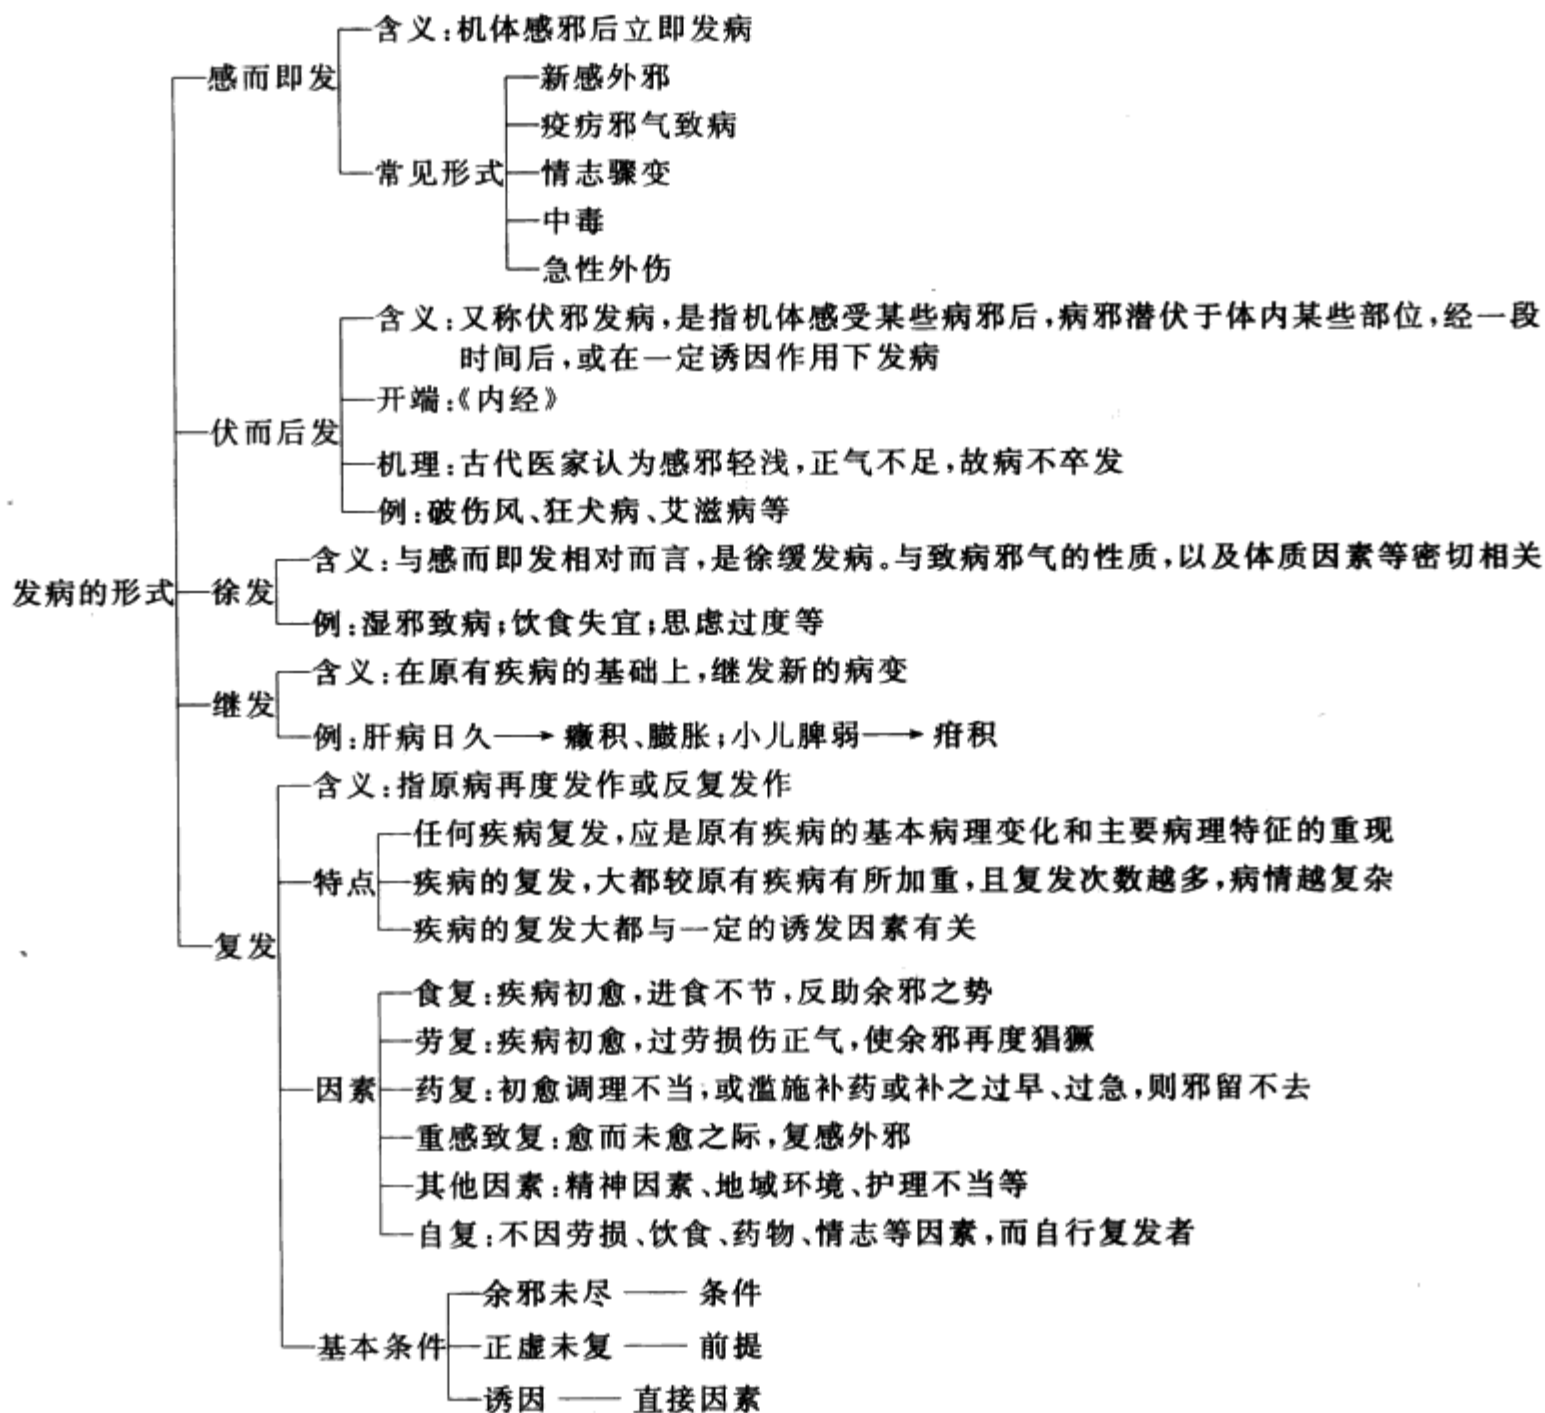 含义:机体感邪后立即发病
感而即发
新感外邪
疫疠邪气致病
常见形式
情志骤变
中毒
急性外伤
含义:又称伏邪发病,是指机体感受某些病邪后,病邪潜伏于体内某些部位,经一段
时间后,或在一定诱因作用下发病
开端:《内经》
伏而后发
机理:古代医家认为感邪轻浅,正气不足,故病不卒发
例:破伤风、狂犬病、艾滋病等
含义:与感而即发相对而言,是徐缓发病。与致病邪气的性质,以及体质因素等密切相关
发病的形式
徐发
例:湿邪致病;饮食失宜;思虑过度等
含义:在原有疾病的基础上,继发新的病变
继发
例:肝病日久→癥积、臌胀;小儿脾弱→疳积
含义:指原病再度发作或反复发作
任何疾病复发,应是原有疾病的基本病理变化和主要病理特征的重现
特点
疾病的复发,大都较原有疾病有所加重,且复发次数越多,病情越复杂
疾病的复发大都与一定的诱发因素有关
复发
食复:疾病初愈,进食不节,反助余邪之势
劳复:疾病初愈,过劳损伤正气,使余邪再度猖獗
因素
药复:初愈调理不当,或滥施补药或补之过早、过急,则邪留不去
重感致复:愈而未愈之际,复感外邪
其他因素:精神因素、地域环境、护理不当等
自复:不因劳损、饮食、药物、情志等因素,而自行复发者
余邪未尽——条件
基本条件
正虚未复——前提
诱因——直接因素